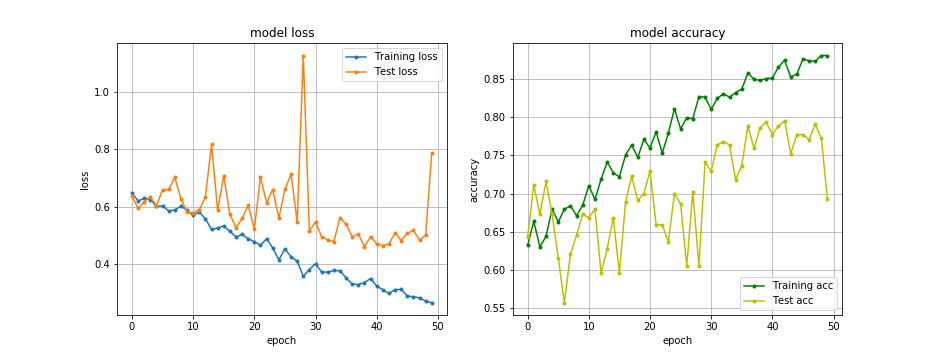 model loss
Training loss
Test loss
1.0
0.8
0.6
0.4
loss
0 10 20 30 40 50
epoch
model accuracy
0.85
0.80
0.75
0.70
0.65
0.60
0.55
accuracy
Training acc
Test acc
0 10 20 30 40 50
epoch